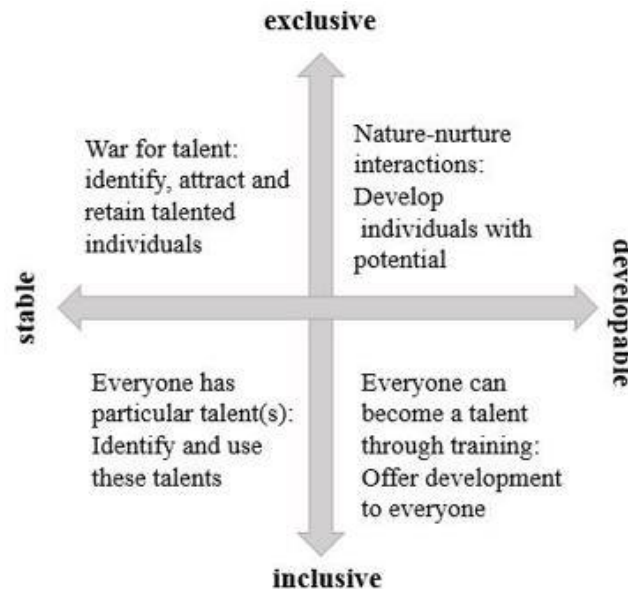 exclusive
War for talent:
identify, attract and
retain talented
individuals
Nature-nurture
interactions:
Develop
individuals with
potential
stable
developable
Everyone has
particular talent(s):
Identify and use
these talents
Everyone can
become a talent
through training:
Offer development
to everyone
inclusive